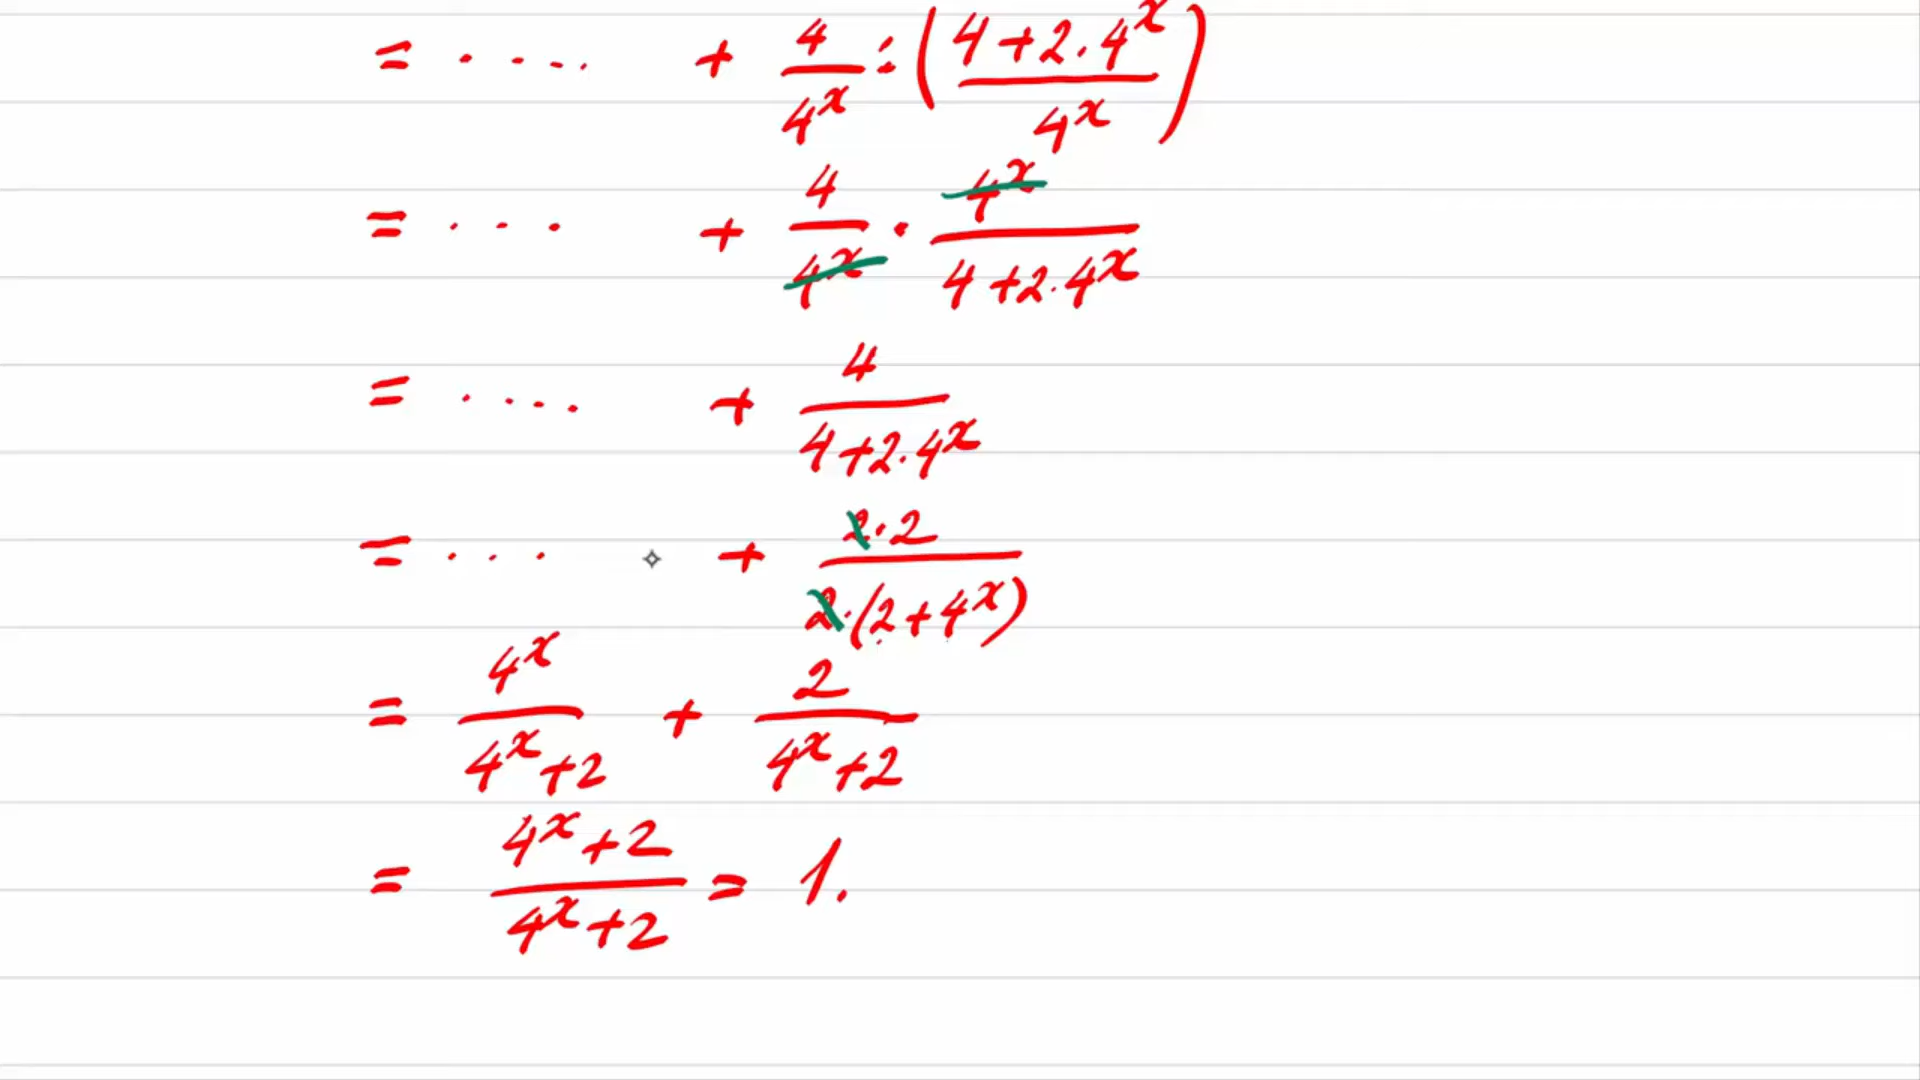 = ..... + 4/4^x : ((4+2·4^x)/4^x)
= ... + 4/4^x · 4^x/(4+2·4^x)
= .... + 4/(4+2·4^x)
= ... + 2·2/(2·(2+4^x))
= 4^x/(4^x+2) + 2/(4^x+2)
= (4^x+2)/(4^x+2) = 1.